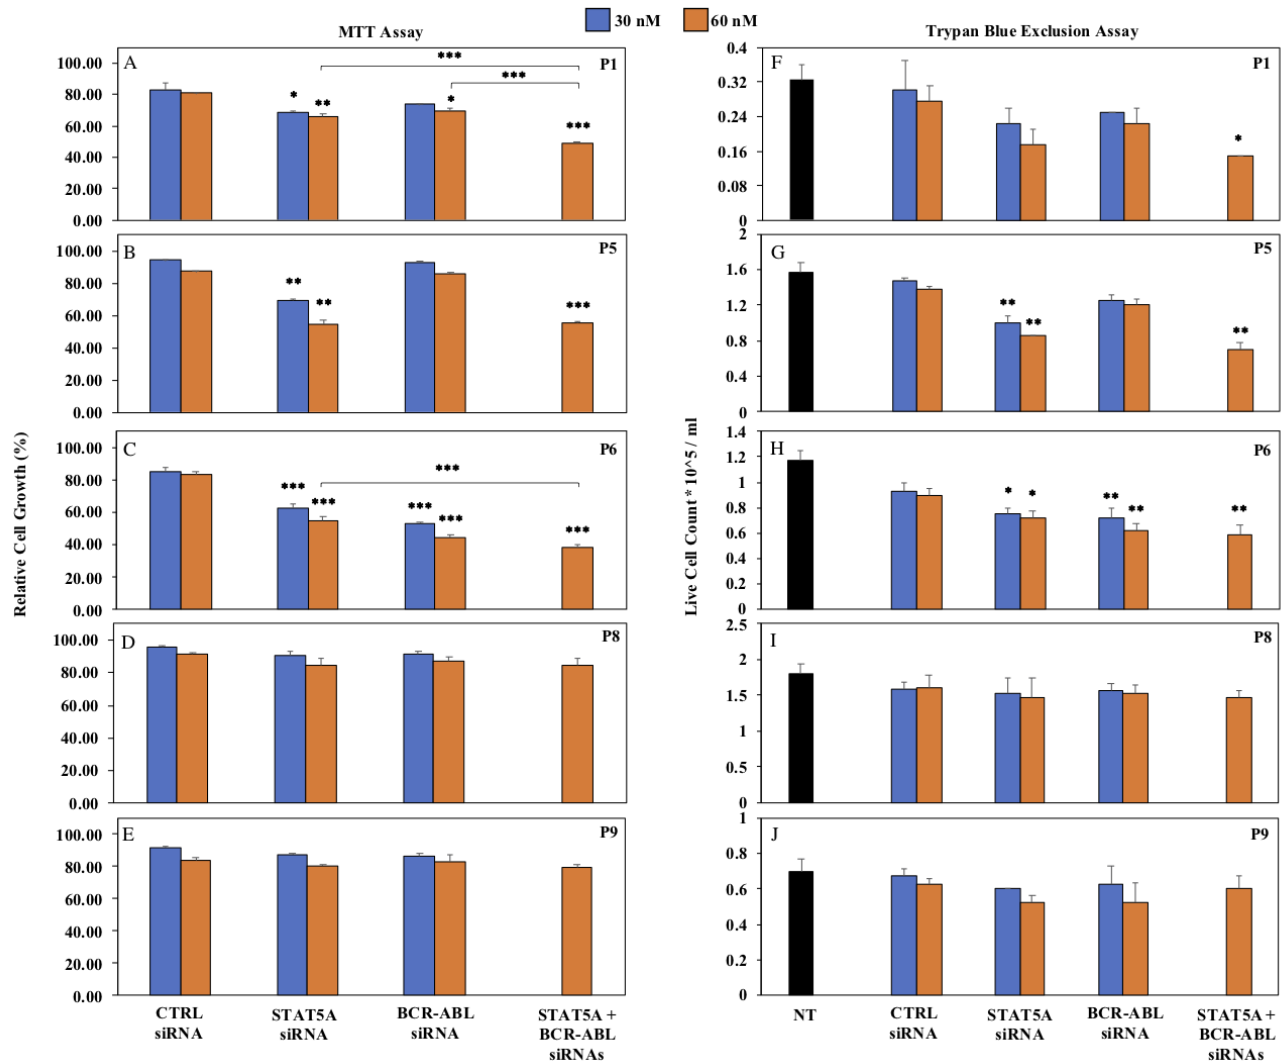 30 nM
60 nM
MTT Assay
Trypan Blue Exclusion Assay
Relative Cell Growth (%)
A
P1
100.00
80.00
60.00
40.00
20.00
0.00
*
**
*
***
***
***
B
P5
100.00
80.00
60.00
40.00
20.00
0.00
**
**
***
C
P6
100.00
80.00
60.00
40.00
20.00
0.00
***
***
***
***
***
***
D
P8
100.00
80.00
60.00
40.00
20.00
0.00
E
P9
100.00
80.00
60.00
40.00
20.00
0.00
CTRL
siRNA
STAT5A
siRNA
BCR-ABL
siRNA
STAT5A +
BCR-ABL
siRNAs
Live Cell Count * 10^5 / ml
F
P1
0.4
0.32
0.24
0.16
0.08
0
*
G
P5
2
1.6
1.2
0.8
0.4
0
**
**
**
H
P6
1.4
1.2
1
0.8
0.6
0.4
0.2
0
*
*
**
**
**
I
P8
2.5
2
1.5
1
0.5
0
J
P9
1
0.8
0.6
0.4
0.2
0
NT
CTRL
siRNA
STAT5A
siRNA
BCR-ABL
siRNA
STAT5A +
BCR-ABL
siRNAs